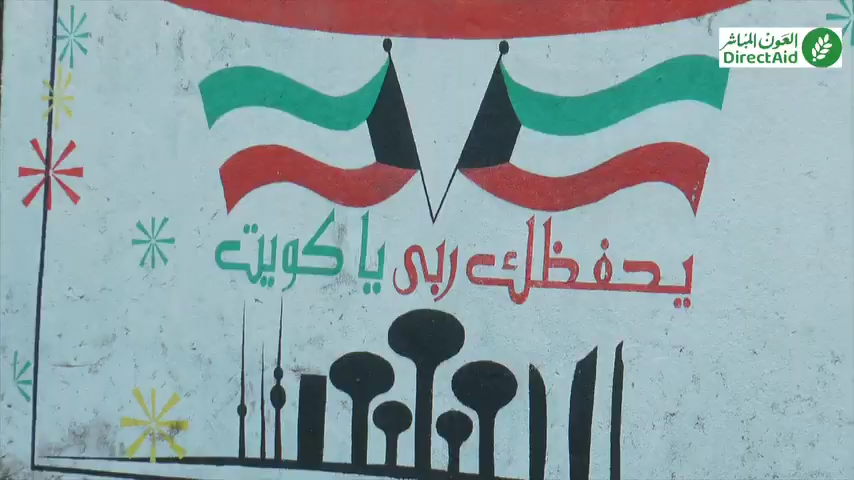 العون المباشر
DirectAid
يحفظك ربي يا كويت